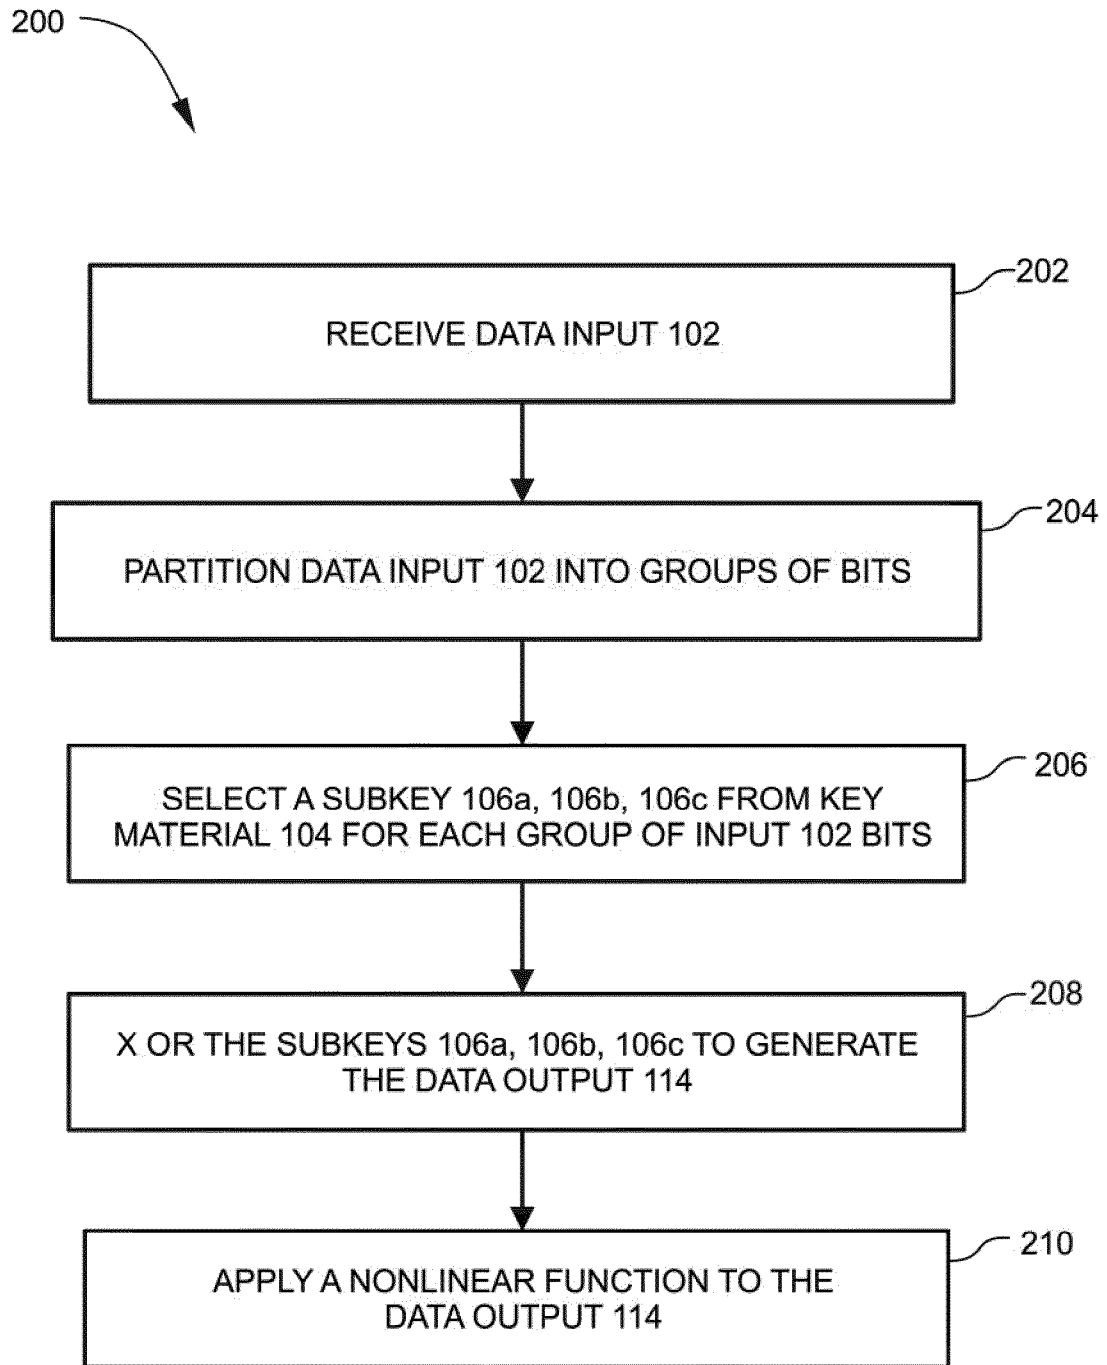 200
202
RECEIVE DATA INPUT 102
204
PARTITION DATA INPUT 102 INTO GROUPS OF BITS
206
SELECT A SUBKEY 106a, 106b, 106c FROM KEY
MATERIAL 104 FOR EACH GROUP OF INPUT 102 BITS
208
X OR THE SUBKEYS 106a, 106b, 106c TO GENERATE
THE DATA OUTPUT 114
210
APPLY A NONLINEAR FUNCTION TO THE
DATA OUTPUT 114